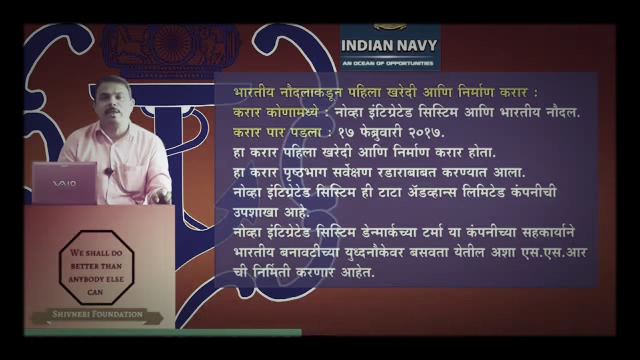 INDIAN NAVY
AN OCEAN OF OPPORTUNITIES
भारतीय नौदलाकडून पहिला खरेदी आणि निर्माण करार :
करार कोणामध्ये : नोव्हा इंटिग्रेटेड सिस्टिम आणि भारतीय नौदल.
करार पार पडला : १७ फेब्रुवारी २०१७.
हा करार पहिला खरेदी आणि निर्माण करार होता.
हा करार पृष्ठभाग सर्वेक्षण रडाराबाबत करण्यात आला.
नोव्हा इंटिग्रेटेड सिस्टिम ही टाटा ॲडव्हान्स लिमिटेड कंपनीची
उपशाखा आहे.
नोव्हा इंटिग्रेटेड सिस्टिम डेन्मार्कच्या टर्मा या कंपनीच्या सहकार्याने
भारतीय बनावटीच्या युध्दनौकेवर बसवता येतील अशा एस.एस.आर
ची निर्मिती करणार आहेत.
VAIO
WE SHALL DO
BETTER THAN
ANYBODY ELSE
CAN
SHIVNERI FOUNDATION